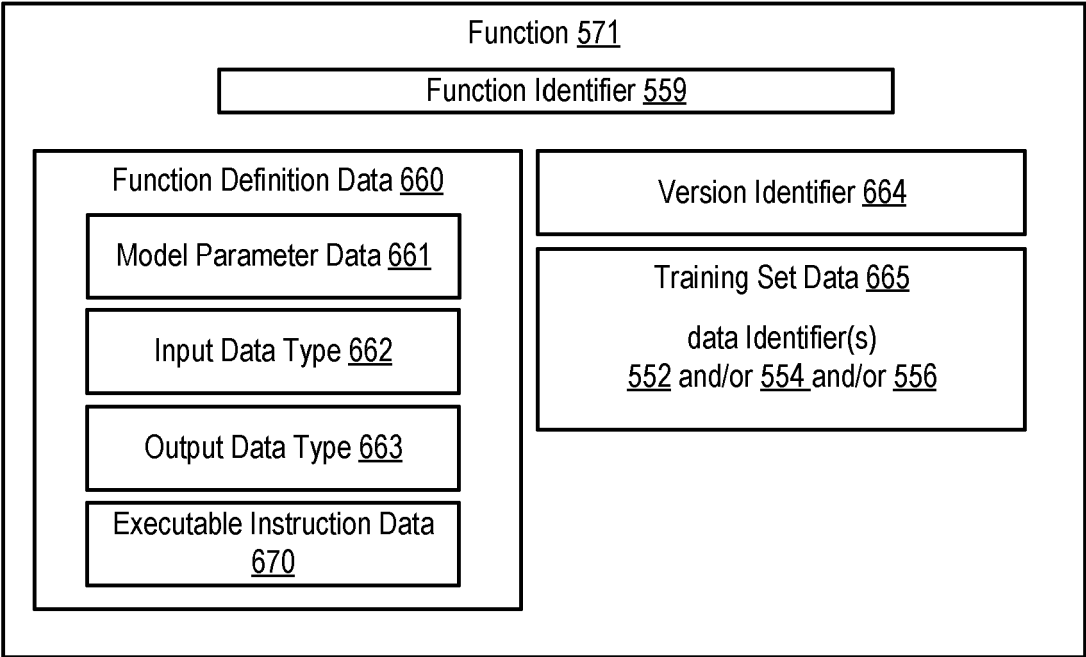 Function 571
Function Identifier 559
Function Definition Data 660
Model Parameter Data 661
Input Data Type 662
Output Data Type 663
Executable Instruction Data
670
Version Identifier 664
Training Set Data 665
data Identifier(s)
552 and/or 554 and/or 556